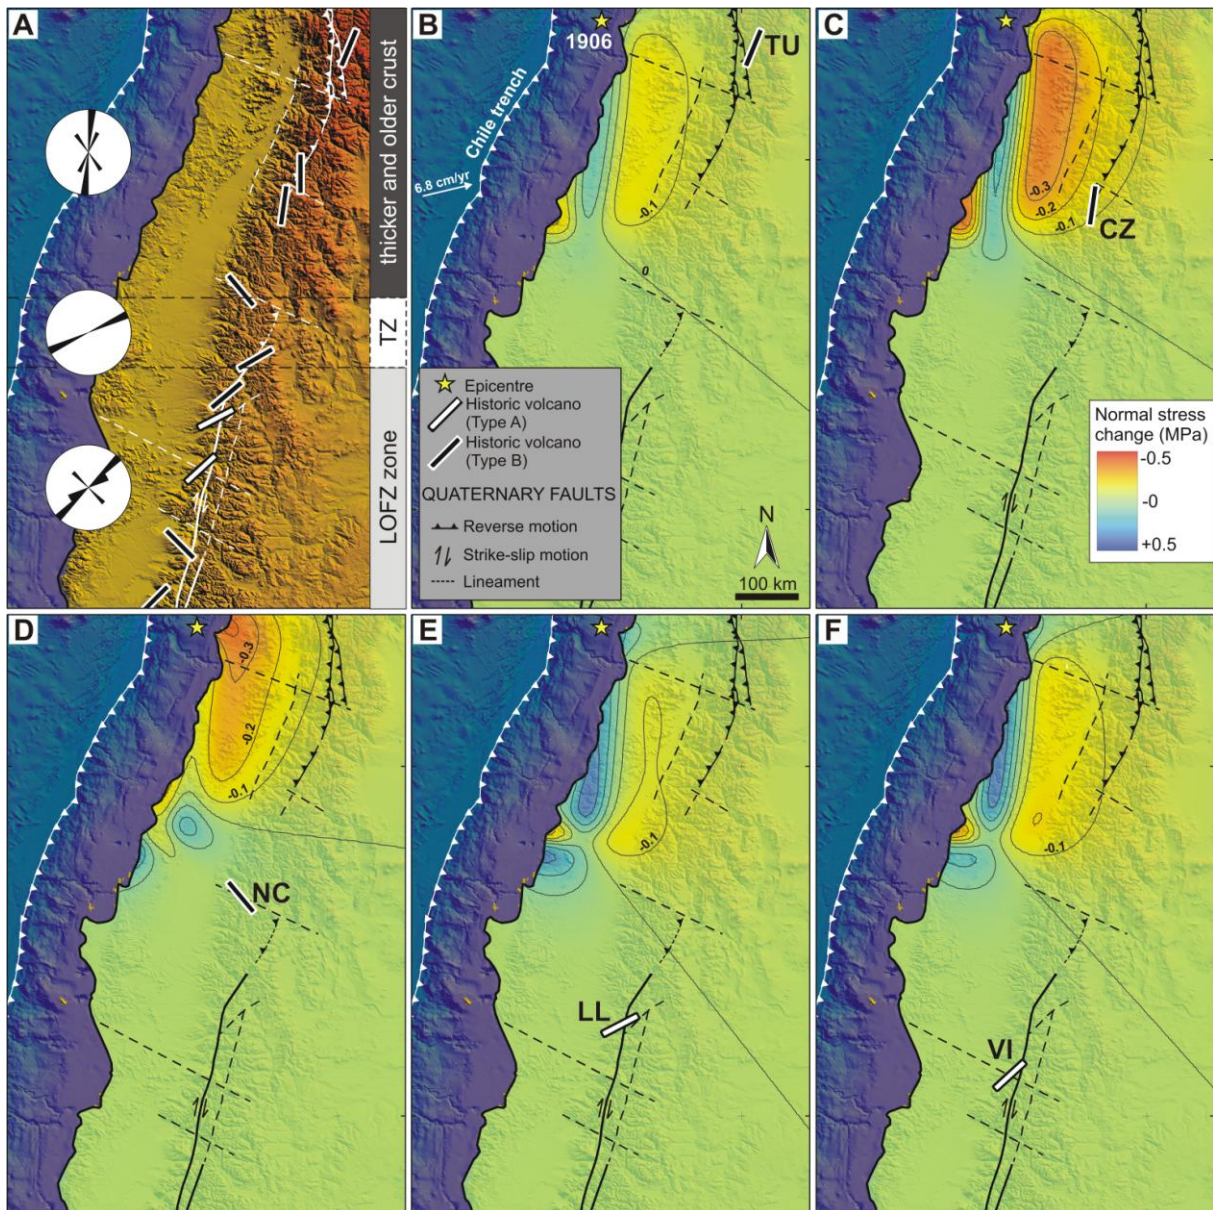 A
thicker and older crust
TZ
LOFZ zone
B
1906
TU
Chile trench
6.8 cm/yr
-0.1
0
Epicentre
Historic volcano
(Type A)
Historic volcano
(Type B)
QUATERNARY FAULTS
Reverse motion
Strike-slip motion
Lineament
N
100 km
C
-0.3
-0.2
-0.1
CZ
Normal stress
change (MPa)
-0.5
-0
+0.5
D
-0.3
-0.2
-0.1
NC
E
-0.1
LL
F
-0.1
VI